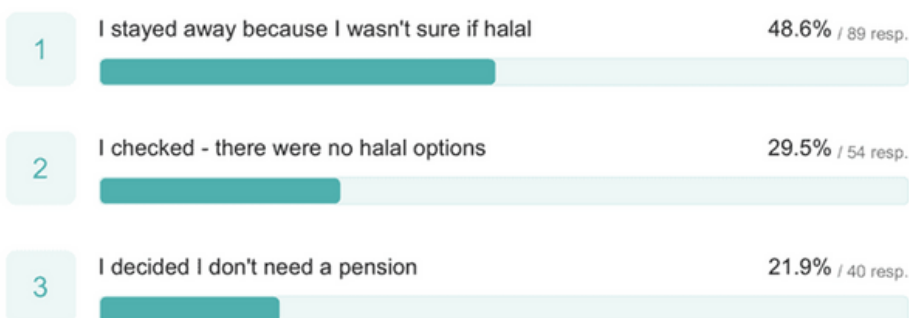 1
I stayed away because I wasn't sure if halal 48.6% / 89 resp.
2
I checked - there were no halal options 29.5% / 54 resp.
3
I decided I don't need a pension 21.9% / 40 resp.